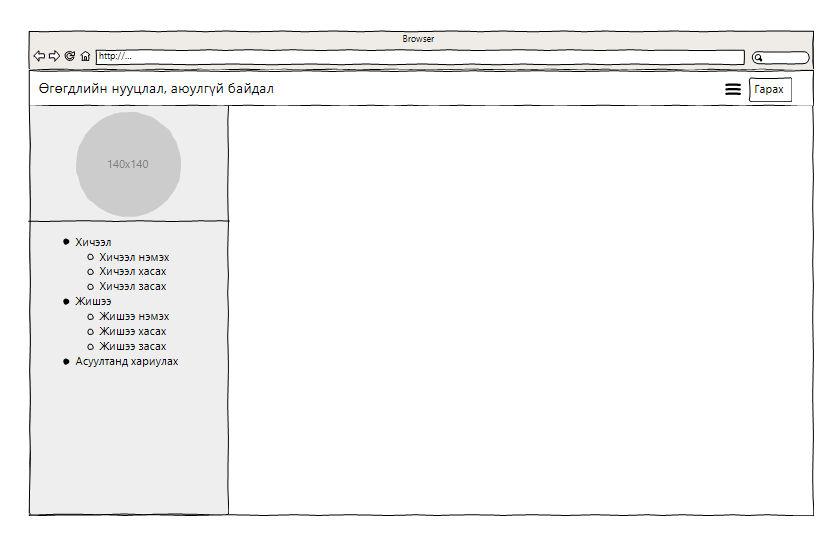 Browser
http://...
Өгөгдлийн нууцлал, аюулгүй байдал
Гарах
140x140
Хичээл
Хичээл нэмэх
Хичээл хасах
Хичээл засах
Жишээ
Жишээ нэмэх
Жишээ хасах
Жишээ засах
Асуултанд хариулах